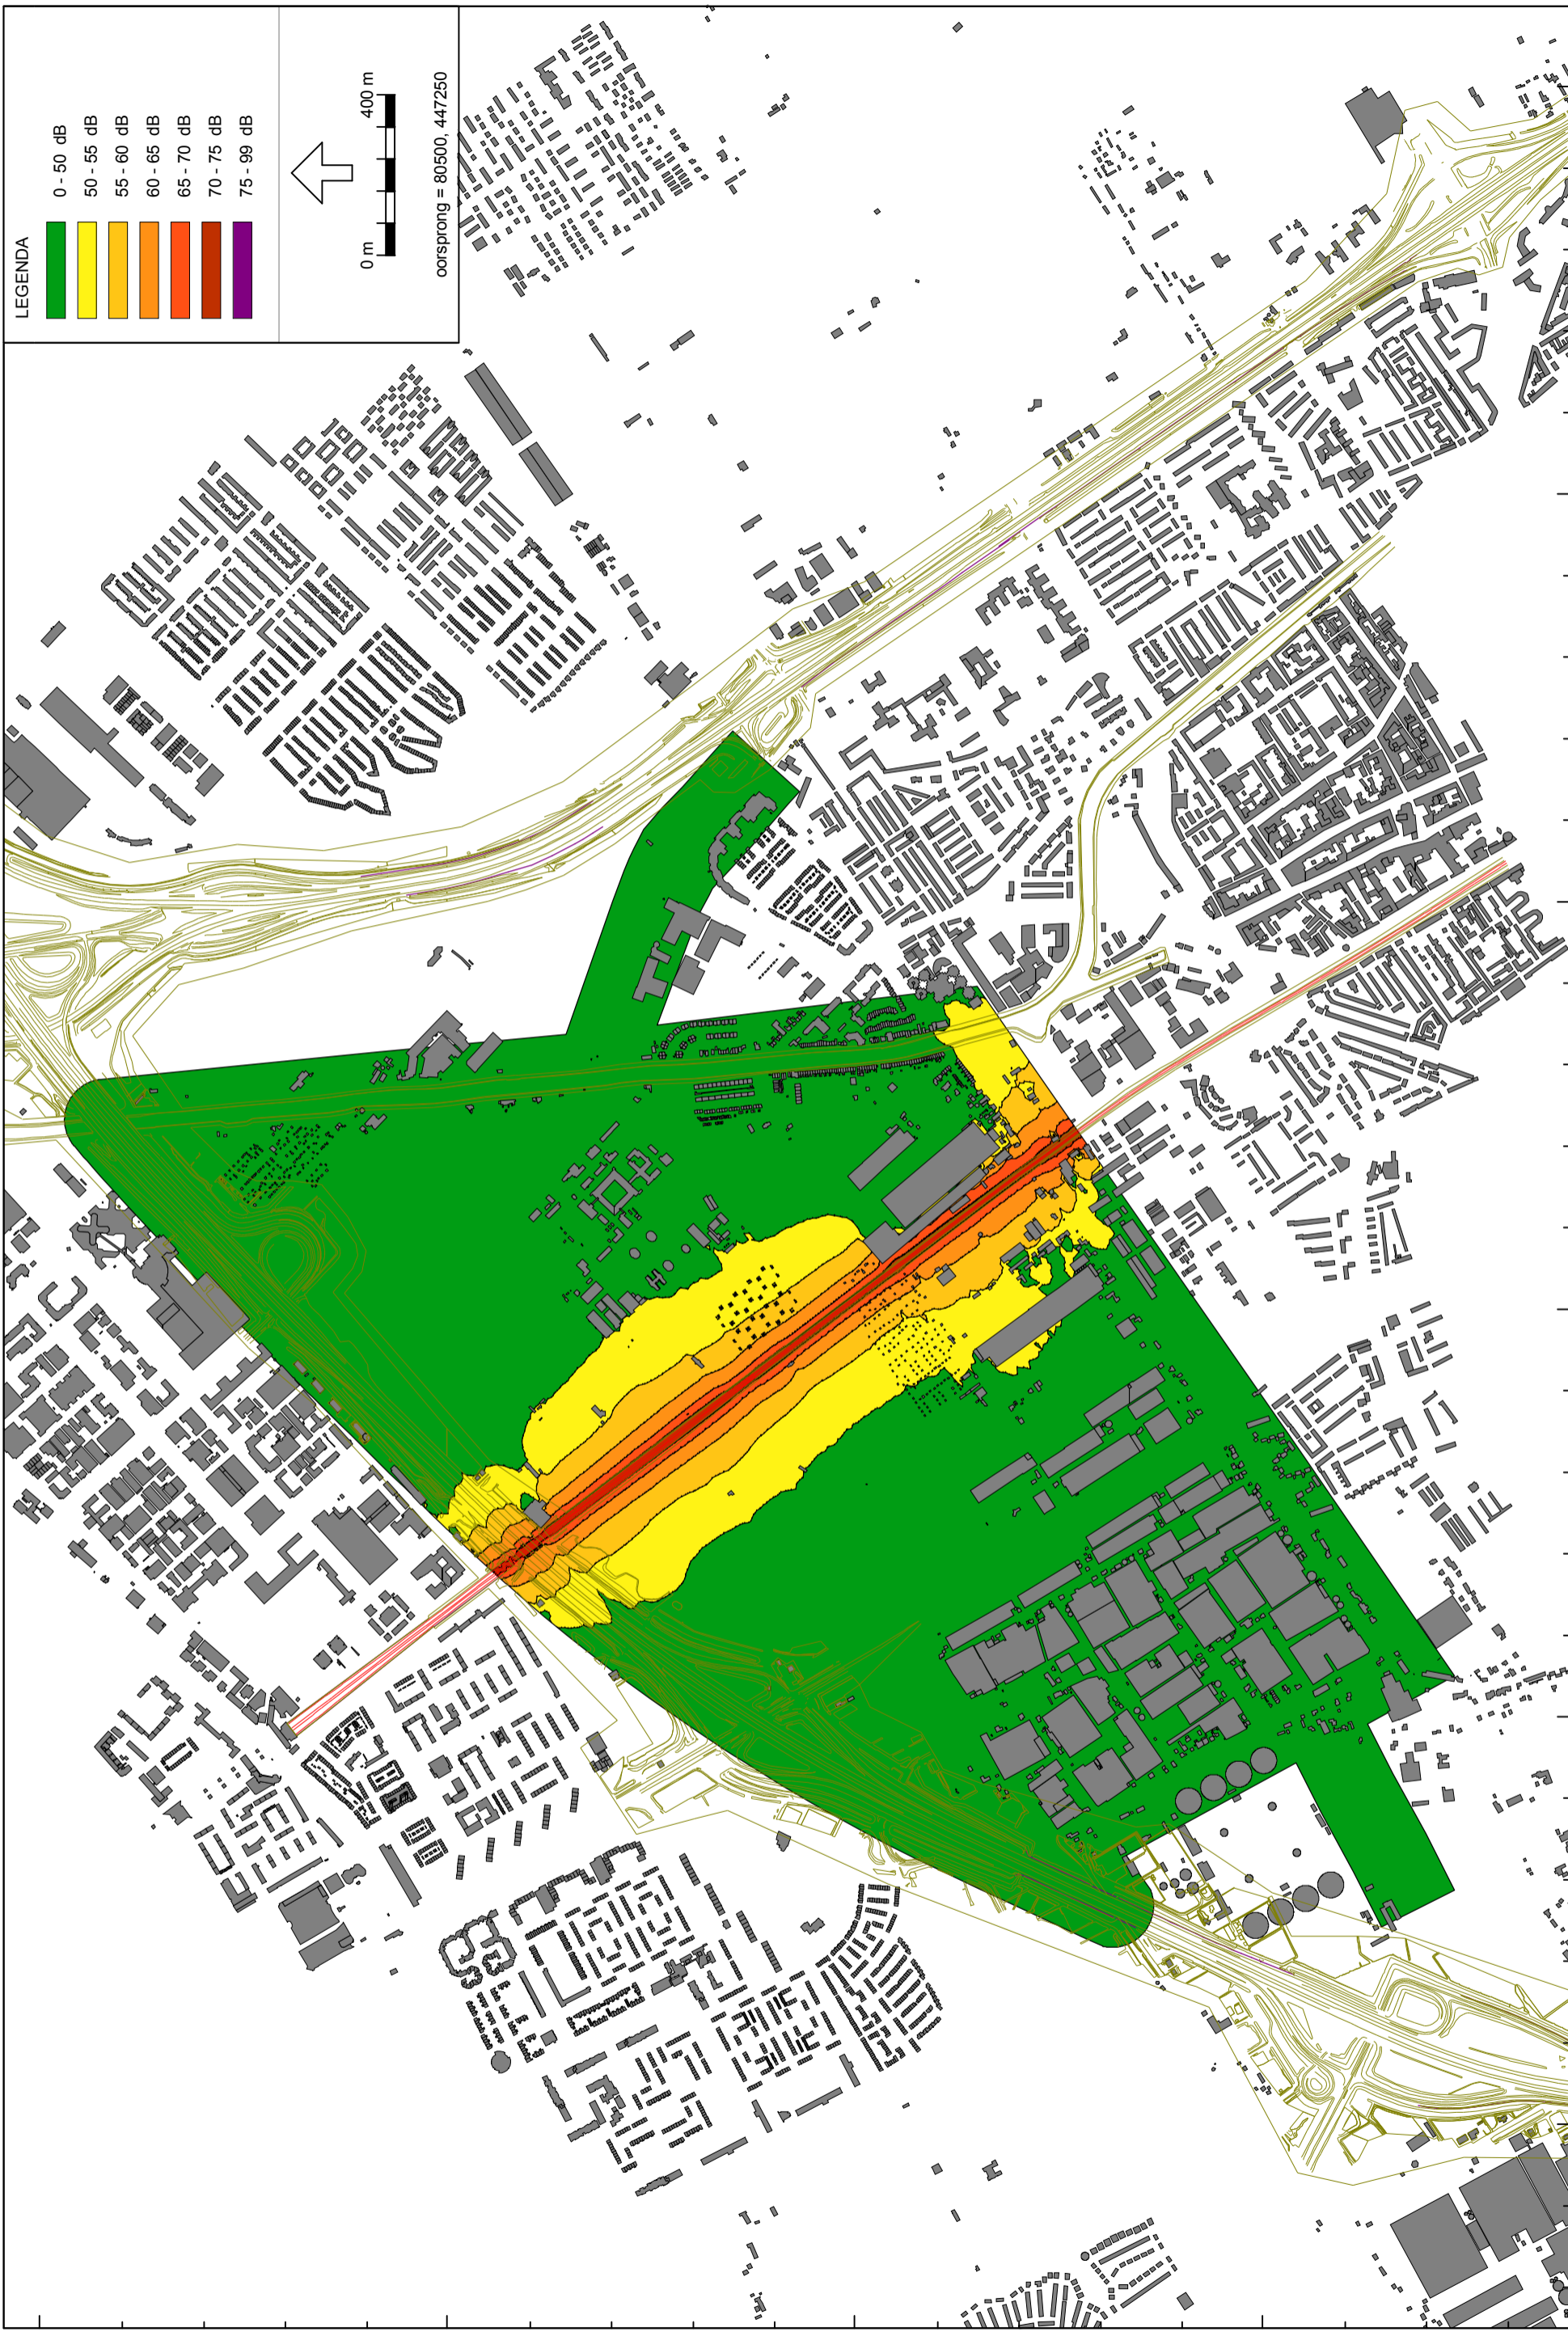 LEGENDA
0 - 50 dB
50 - 55 dB
55 - 60 dB
60 - 65 dB
65 - 70 dB
70 - 75 dB
75 - 99 dB
0 m 400 m
oorsprong = 80500, 447250